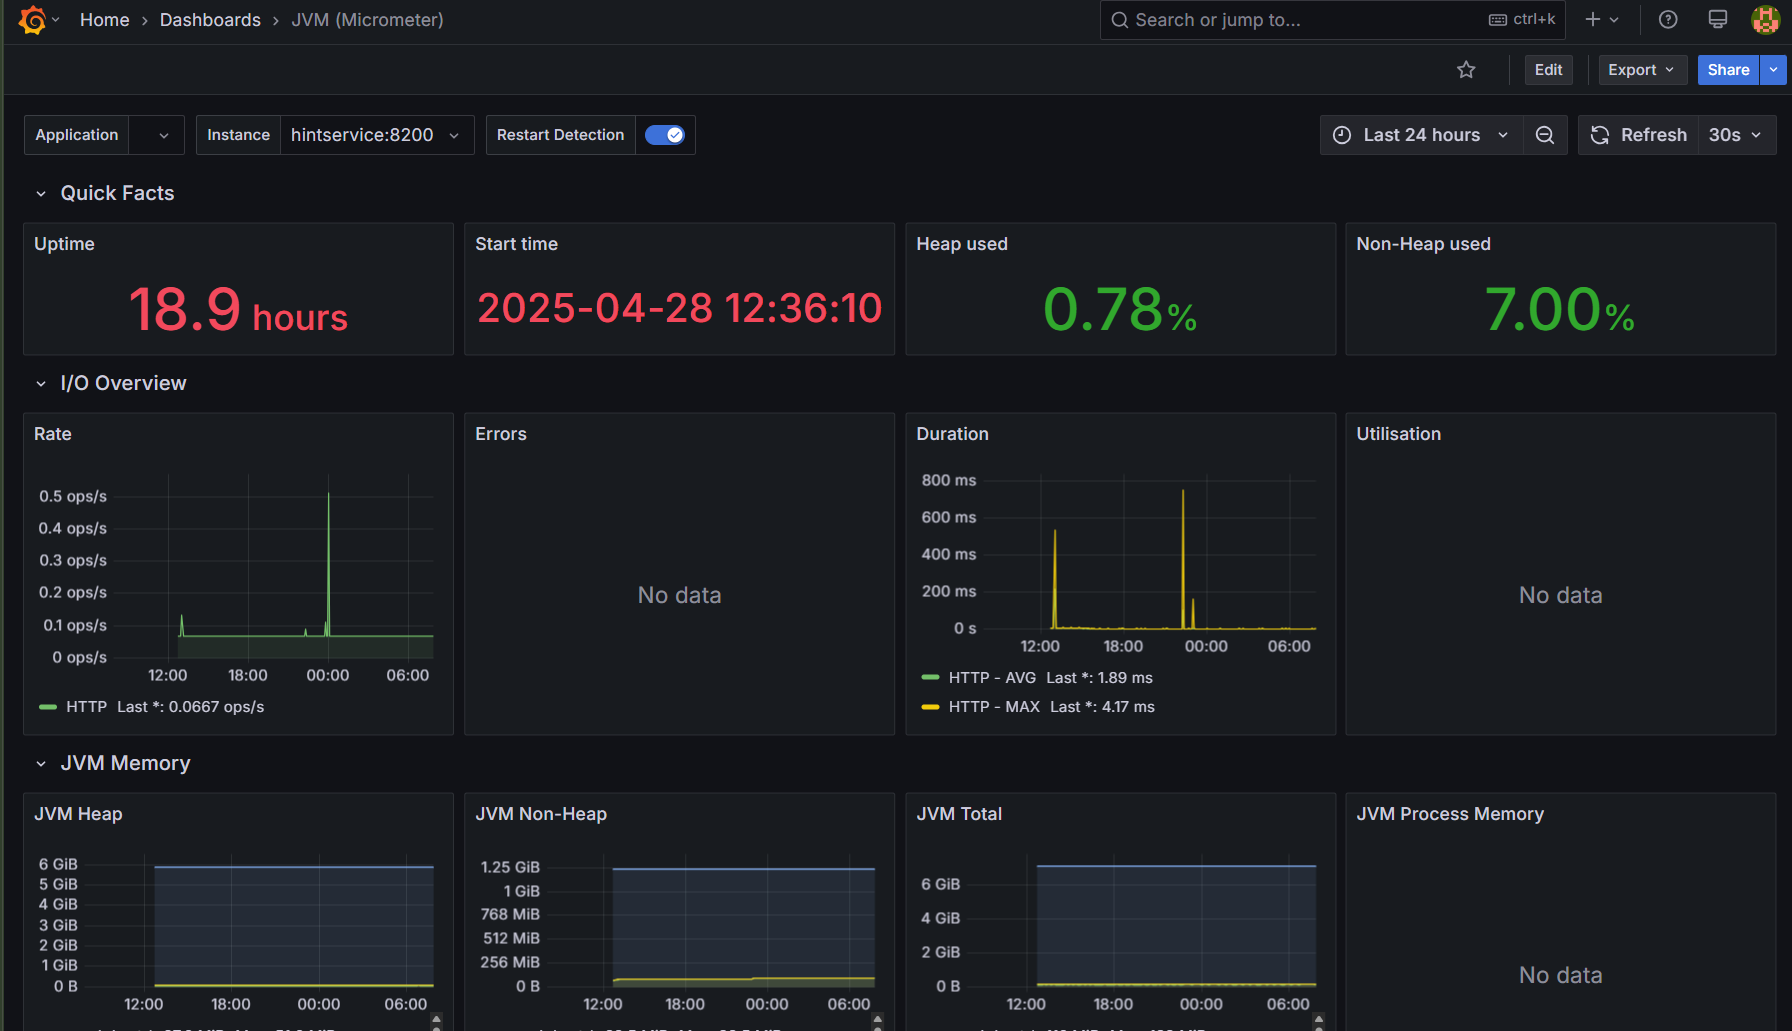 Home › Dashboards › JVM (Micrometer)
Search or jump to... ctrl+k
Edit Export Share
Application Instance hintservice:8200 Restart Detection Last 24 hours Refresh 30s
Quick Facts
Uptime
18.9 hours
Start time
2025-04-28 12:36:10
Heap used
0.78%
Non-Heap used
7.00%
I/O Overview
Rate
0.5 ops/s
0.4 ops/s
0.3 ops/s
0.2 ops/s
0.1 ops/s
0 ops/s
12:00 18:00 00:00 06:00
HTTP Last *: 0.0667 ops/s
Errors
No data
Duration
800 ms
600 ms
400 ms
200 ms
0 s
12:00 18:00 00:00 06:00
HTTP - AVG Last *: 1.89 ms
HTTP - MAX Last *: 4.17 ms
Utilisation
No data
JVM Memory
JVM Heap
6 GiB
5 GiB
4 GiB
3 GiB
2 GiB
1 GiB
0 B
12:00 18:00 00:00 06:00
JVM Non-Heap
1.25 GiB
1 GiB
768 MiB
512 MiB
256 MiB
0 B
12:00 18:00 00:00 06:00
JVM Total
6 GiB
4 GiB
2 GiB
0 B
12:00 18:00 00:00 06:00
JVM Process Memory
No data